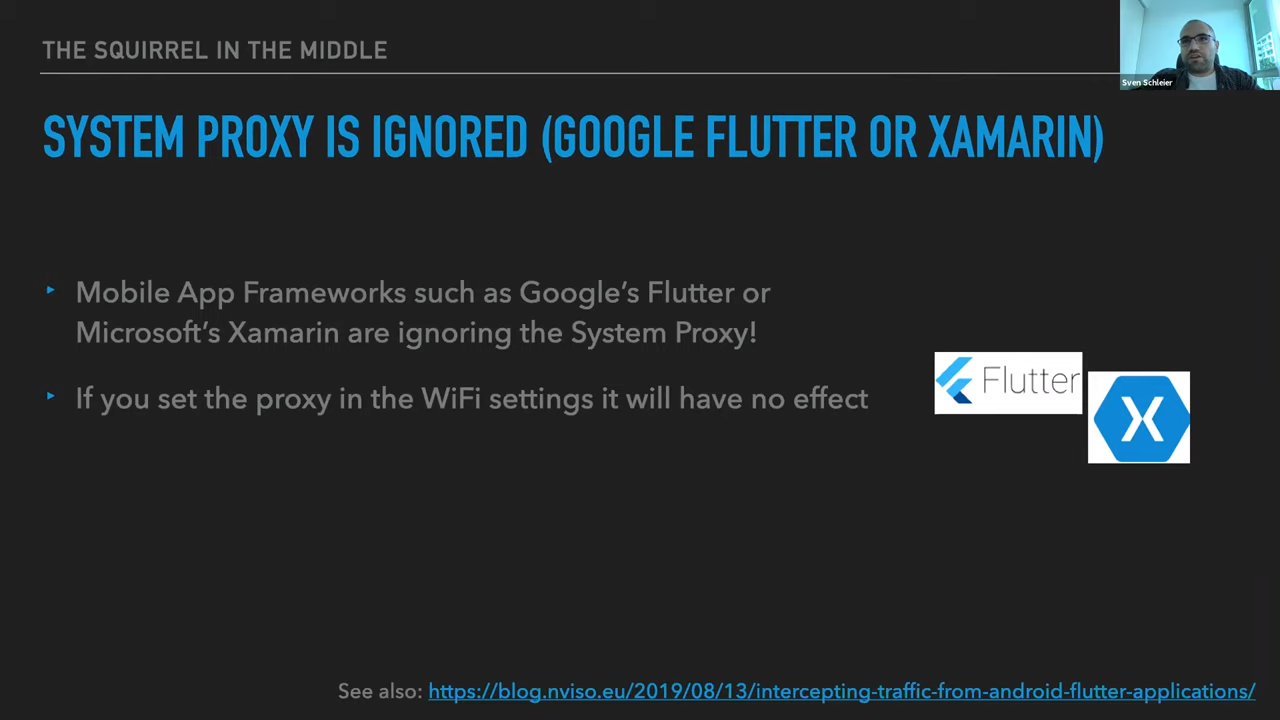 THE SQUIRREL IN THE MIDDLE
Sven Schleier
SYSTEM PROXY IS IGNORED (GOOGLE FLUTTER OR XAMARIN)
‣ Mobile App Frameworks such as Google’s Flutter or
Microsoft’s Xamarin are ignoring the System Proxy!
‣ If you set the proxy in the WiFi settings it will have no effect
Flutter
X
See also: https://blog.nviso.eu/2019/08/13/intercepting-traffic-from-android-flutter-applications/